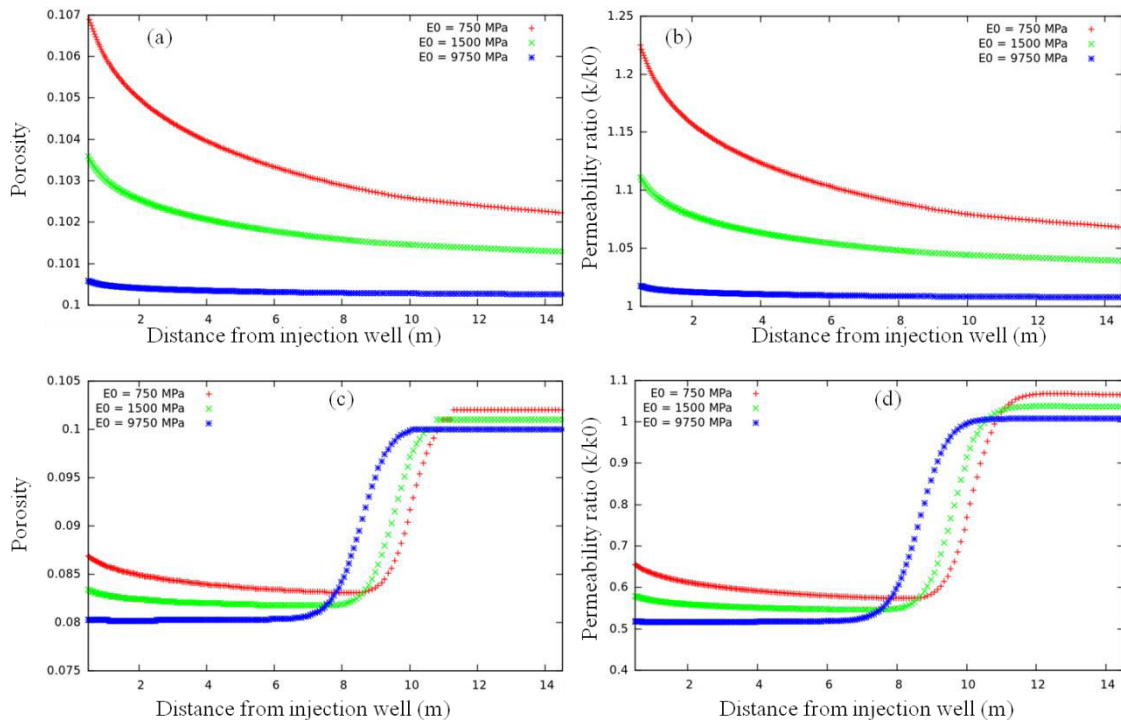 (a)
E0 = 750 MPa
E0 = 1500 MPa
E0 = 9750 MPa
Porosity
0.107
0.106
0.105
0.104
0.103
0.102
0.101
0.1
2 4 6 8 10 12 14
Distance from injection well (m)
(b)
E0 = 750 MPa
E0 = 1500 MPa
E0 = 9750 MPa
Permeability ratio (k/k0)
1.25
1.2
1.15
1.1
1.05
1
2 4 6 8 10 12 14
Distance from injection well (m)
(c)
E0 = 750 MPa
E0 = 1500 MPa
E0 = 9750 MPa
Porosity
0.105
0.1
0.095
0.09
0.085
0.08
0.075
2 4 6 8 10 12 14
Distance from injection well (m)
(d)
E0 = 750 MPa
E0 = 1500 MPa
E0 = 9750 MPa
Permeability ratio (k/k0)
1.1
1
0.9
0.8
0.7
0.6
0.5
0.4
2 4 6 8 10 12 14
Distance from injection well (m)